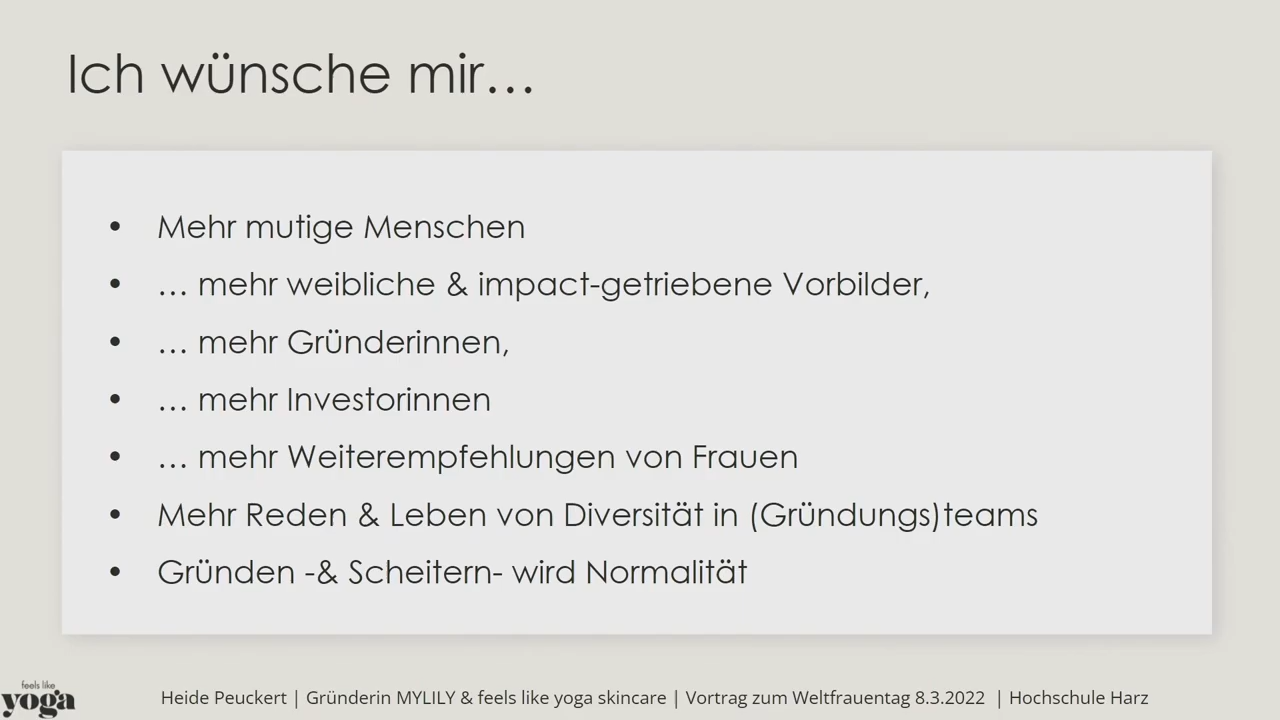 Ich wünsche mir…
• Mehr mutige Menschen
• … mehr weibliche & impact-getriebene Vorbilder,
• … mehr Gründerinnen,
• … mehr Investorinnen
• … mehr Weiterempfehlungen von Frauen
• Mehr Reden & Leben von Diversität in (Gründungs)teams
• Gründen -& Scheitern- wird Normalität
feels like
yoga
Heide Peuckert | Gründerin MYLILY & feels like yoga skincare | Vortrag zum Weltfrauentag 8.3.2022 | Hochschule Harz